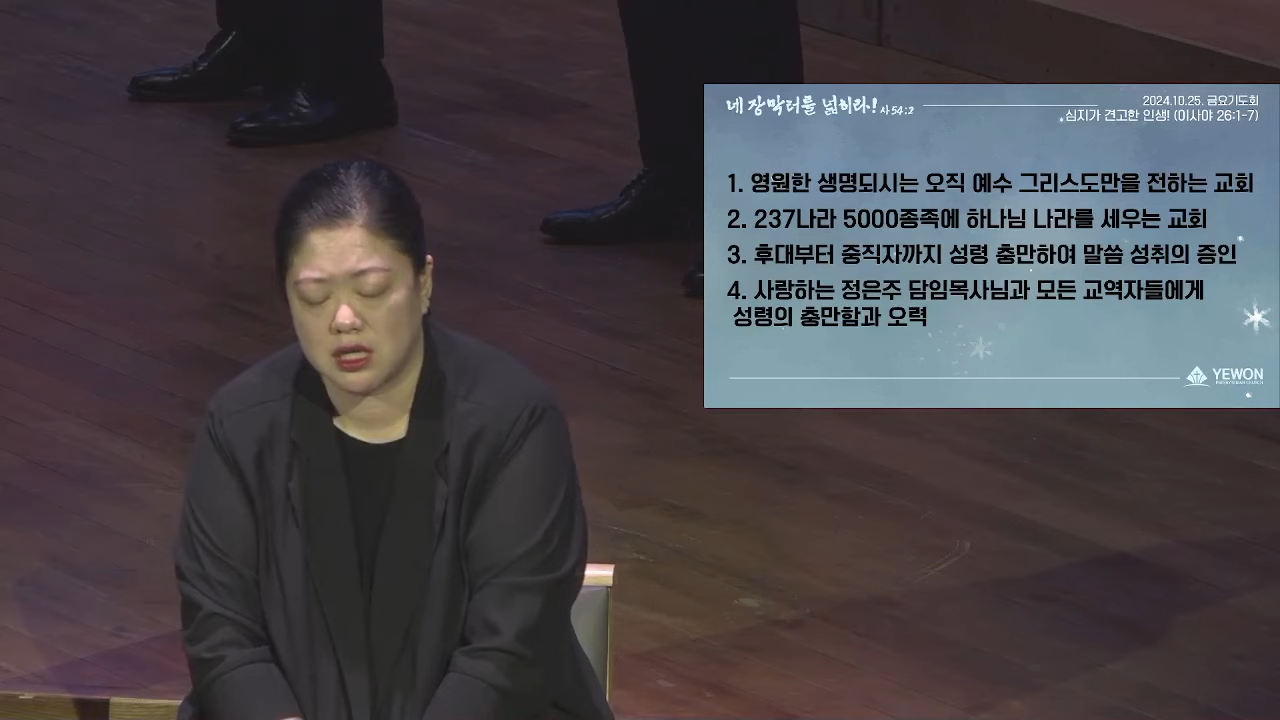 네 장막터를 넓히라! 사 54:2
2024.10.25. 금요기도회
심지가 견고한 인생! (이사야 26:1-7)
1. 영원한 생명되시는 오직 예수 그리스도만을 전하는 교회
2. 237나라 5000종족에 하나님 나라를 세우는 교회
3. 후대부터 중직자까지 성령 충만하여 말씀 성취의 증인
4. 사랑하는 정은주 담임목사님과 모든 교역자들에게
성령의 충만함과 오력
YEWON
PRESBYTERIAN CHURCH